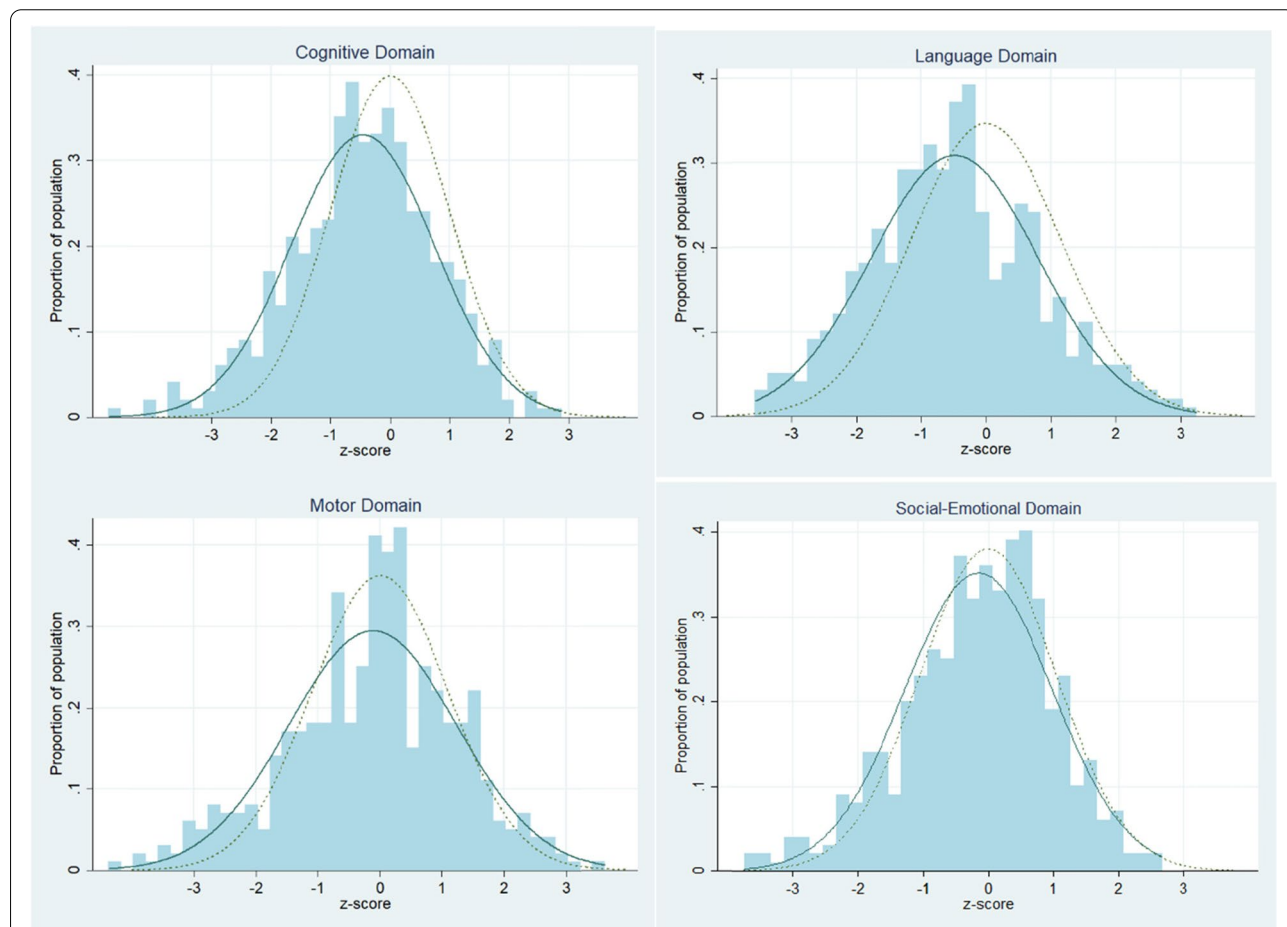 Cognitive Domain
.4
.3
.2
.1
0
Proportion of population
-3 -2 -1 0 1 2 3
z-score
Language Domain
.4
.3
.2
.1
0
Proportion of population
-3 -2 -1 0 1 2 3
z-score
Motor Domain
.4
.3
.2
.1
0
Proportion of population
-3 -2 -1 0 1 2 3
z-score
Social-Emotional Domain
.4
.3
.2
.1
0
Proportion of population
-3 -2 -1 0 1 2 3
z-score